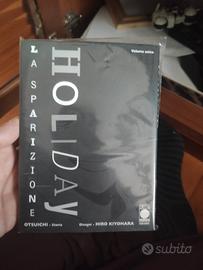 Volume unico
HOLIDAY
LA SPARIZIONE
OTSUICHI - Storia
Disegni - HIRO KIYOHARA
subito